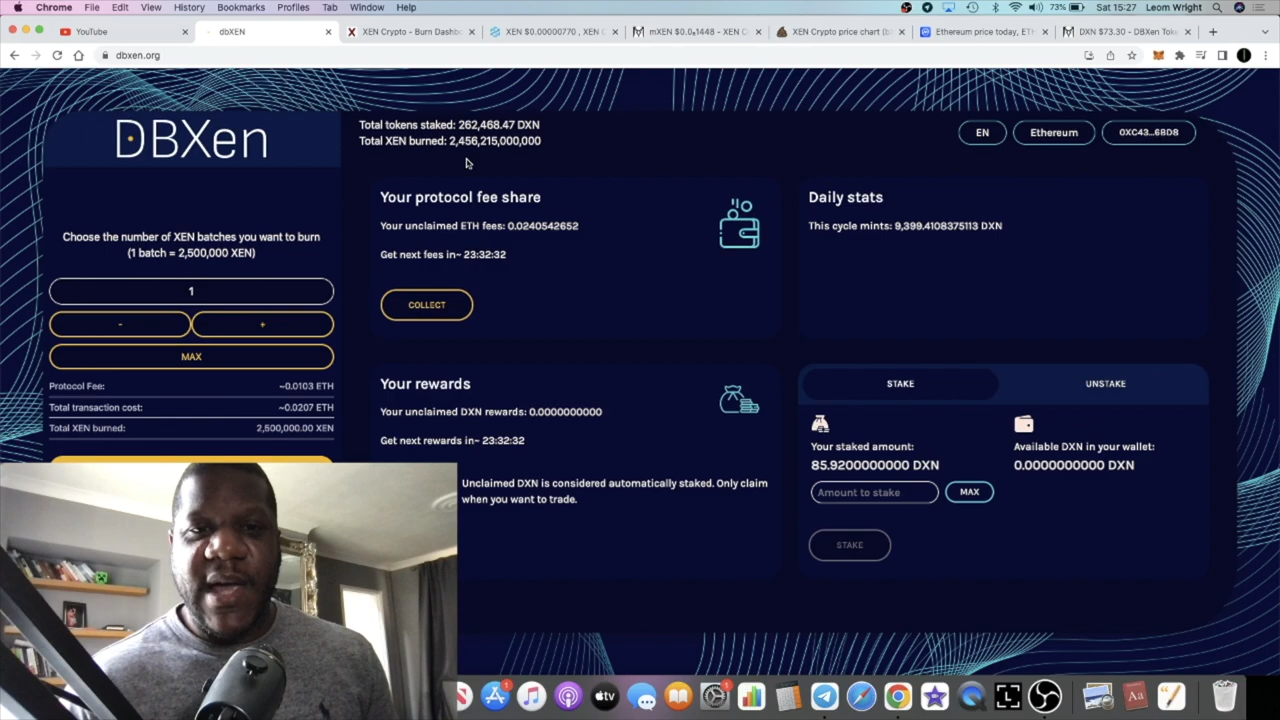 Chrome File Edit View History Bookmarks Profiles Tab Window Help 73% Sat 15:27 Leom Wright
YouTube dbXEN XEN Crypto - Burn Dashbo XEN $0.00000770 , XEN C mXEN $0.0₈1448 - XEN C XEN Crypto price chart (b Ethereum price today, ETH DXN $73.30 - DBXen Tok
dbxen.org
DBXen
Total tokens staked: 262,468.47 DXN
Total XEN burned: 2,456,215,000,000
EN Ethereum 0XC43...6BD8
Choose the number of XEN batches you want to burn
(1 batch = 2,500,000 XEN)
1
- +
MAX
Protocol Fee: ~0.0103 ETH
Total transaction cost: ~0.0207 ETH
Total XEN burned: 2,500,000.00 XEN
Your protocol fee share
Your unclaimed ETH fees: 0.0240542652
Get next fees in~ 23:32:32
COLLECT
Daily stats
This cycle mints: 9,399.4108375113 DXN
Your rewards
Your unclaimed DXN rewards: 0.0000000000
Get next rewards in~ 23:32:32
Unclaimed DXN is considered automatically staked. Only claim
when you want to trade.
STAKE UNSTAKE
Your staked amount: Available DXN in your wallet:
85.9200000000 DXN 0.0000000000 DXN
Amount to stake MAX
STAKE